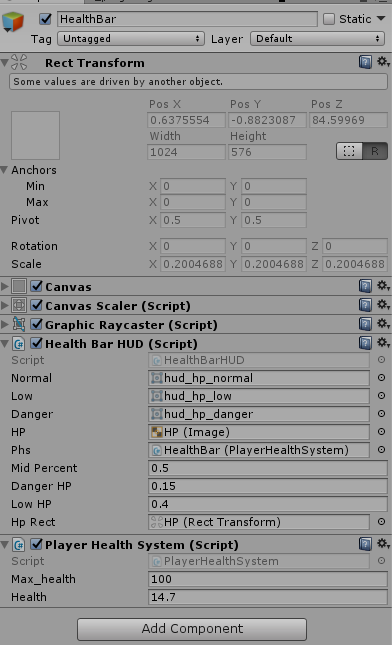 HealthBar Static
Tag Untagged Layer Default
Rect Transform
Some values are driven by another object.
Pos X Pos Y Pos Z
0.6375554 -0.8823087 84.59969
Width Height
1024 576 R
Anchors
Min X 0 Y 0
Max X 0 Y 0
Pivot X 0.5 Y 0.5
Rotation X 0 Y 0 Z 0
Scale X 0.2004688 Y 0.2004688 Z 0.2004688
Canvas
Canvas Scaler (Script)
Graphic Raycaster (Script)
Health Bar HUD (Script)
Script HealthBarHUD
Normal hud_hp_normal
Low hud_hp_low
Danger hud_hp_danger
HP HP (Image)
Phs HealthBar (PlayerHealthSystem)
Mid Percent 0.5
Danger HP 0.15
Low HP 0.4
Hp Rect HP (Rect Transform)
Player Health System (Script)
Script PlayerHealthSystem
Max_health 100
Health 14.7
Add Component